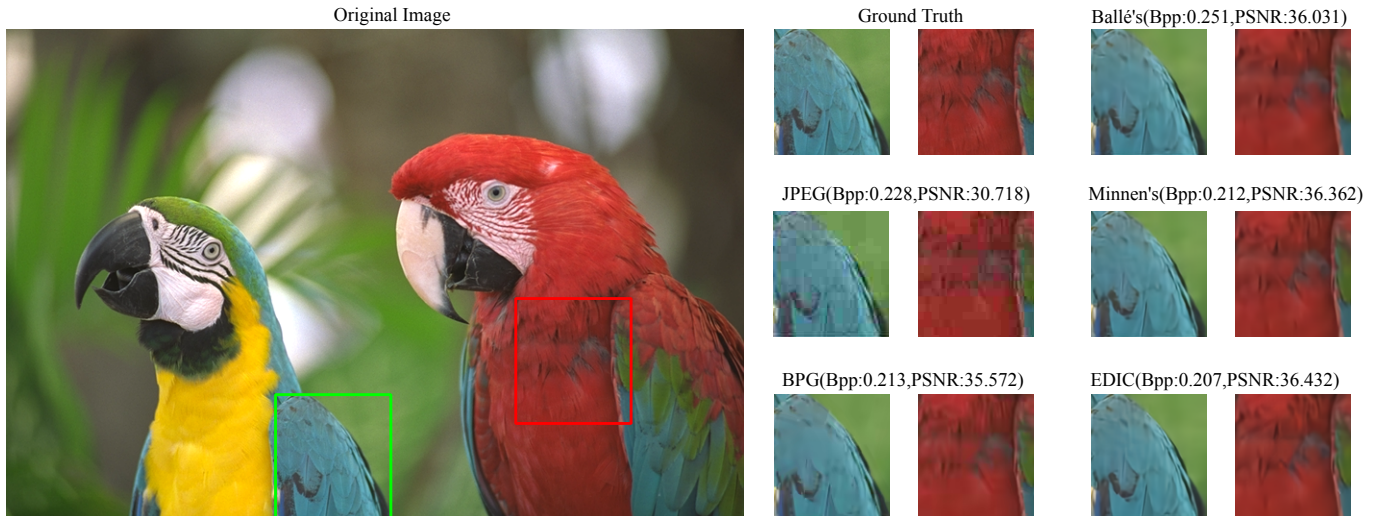 Original Image
Ground Truth
Ballé's(Bpp:0.251,PSNR:36.031)
JPEG(Bpp:0.228,PSNR:30.718)
Minnen's(Bpp:0.212,PSNR:36.362)
BPG(Bpp:0.213,PSNR:35.572)
EDIC(Bpp:0.207,PSNR:36.432)